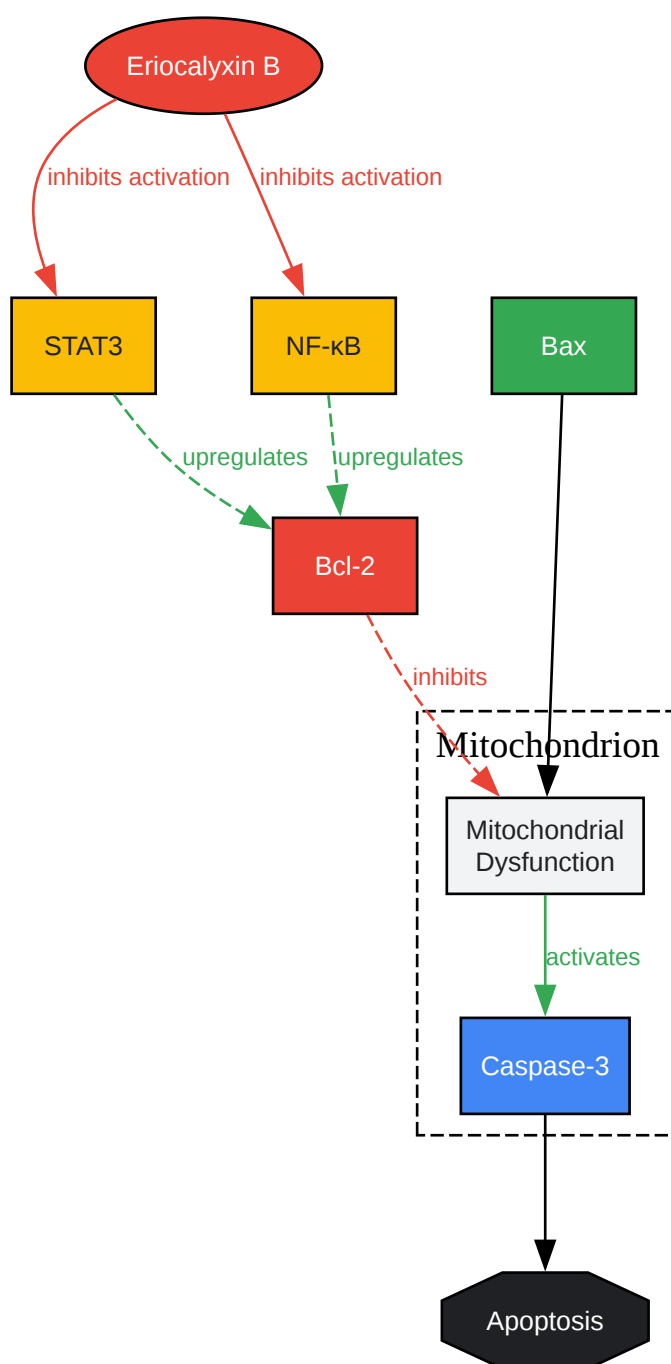 Eriocalyxin B
inhibits activation
inhibits activation
STAT3
NF-κB
Bax
upregulates
upregulates
Bcl-2
inhibits
Mitochondrion
Mitochondrial
Dysfunction
activates
Caspase-3
Apoptosis